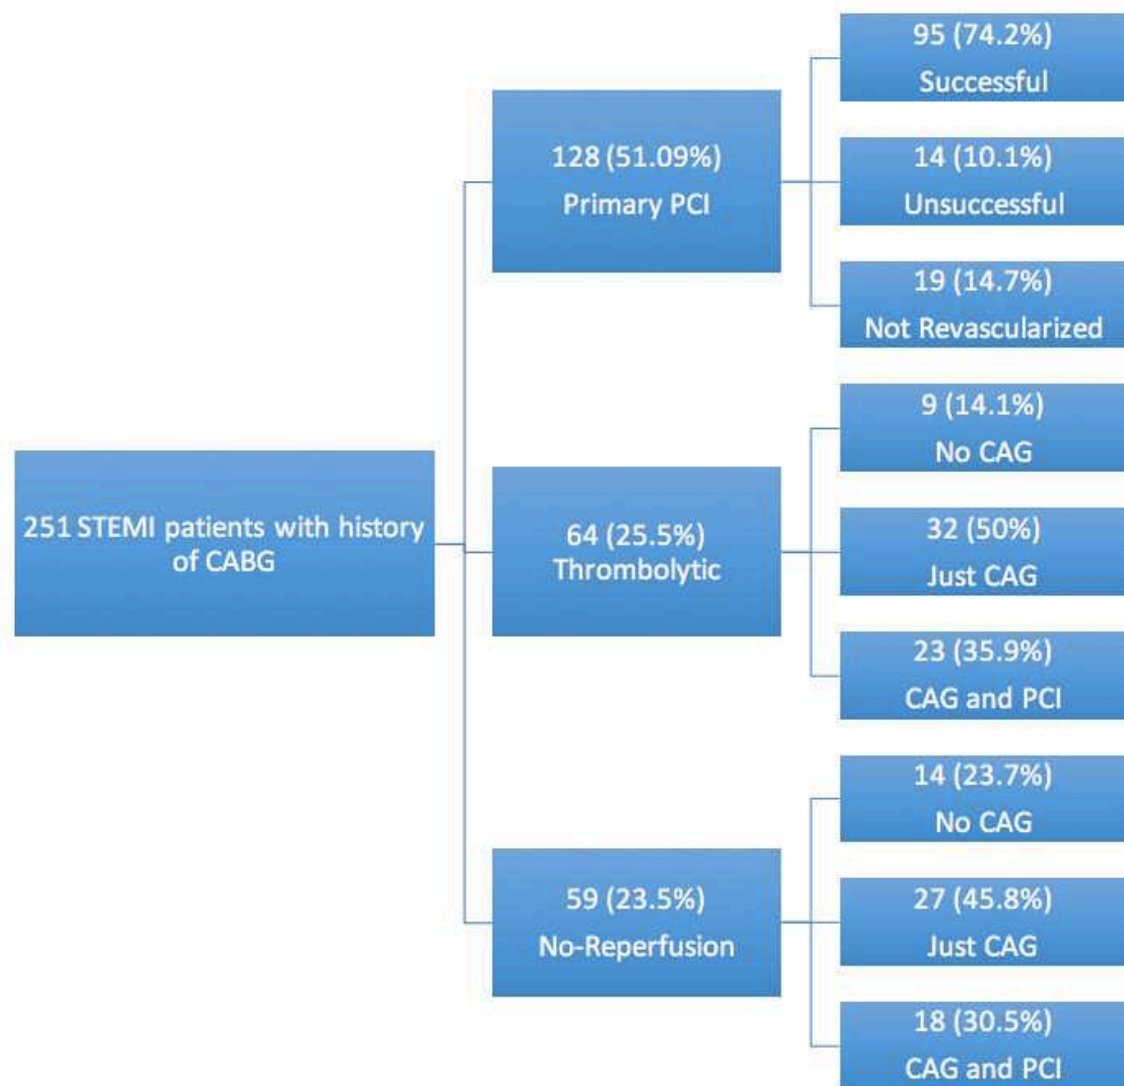 251 STEMI patients with history
of CABG
128 (51.09%)
Primary PCI
95 (74.2%)
Successful
14 (10.1%)
Unsuccessful
19 (14.7%)
Not Revascularized
64 (25.5%)
Thrombolytic
9 (14.1%)
No CAG
32 (50%)
Just CAG
23 (35.9%)
CAG and PCI
59 (23.5%)
No-Reperfusion
14 (23.7%)
No CAG
27 (45.8%)
Just CAG
18 (30.5%)
CAG and PCI